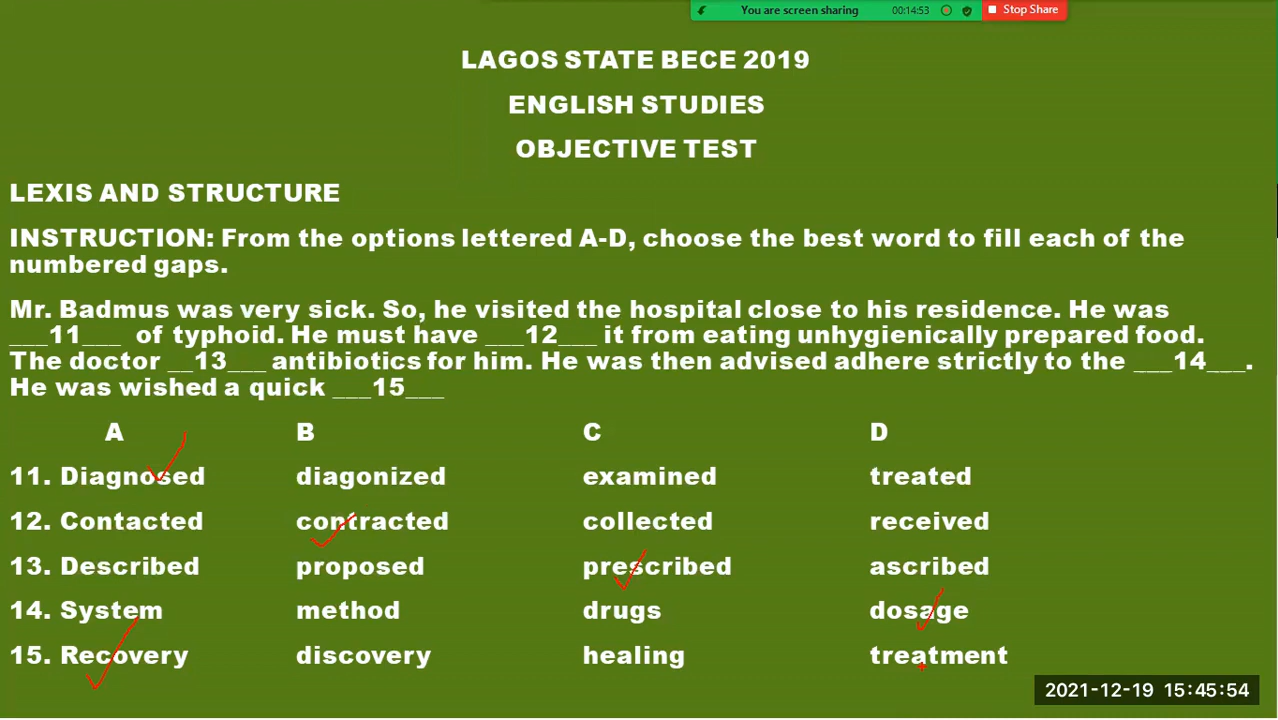 You are screen sharing 00:14:53 Stop Share
LAGOS STATE BECE 2019
ENGLISH STUDIES
OBJECTIVE TEST
LEXIS AND STRUCTURE
INSTRUCTION: From the options lettered A-D, choose the best word to fill each of the
numbered gaps.
Mr. Badmus was very sick. So, he visited the hospital close to his residence. He was
___11___ of typhoid. He must have ___12___ it from eating unhygienically prepared food.
The doctor __13___ antibiotics for him. He was then advised adhere strictly to the ___14___.
He was wished a quick ___15___
A B C D
11. Diagnosed diagonized examined treated
12. Contacted contracted collected received
13. Described proposed prescribed ascribed
14. System method drugs dosage
15. Recovery discovery healing treatment
2021-12-19 15:45:54